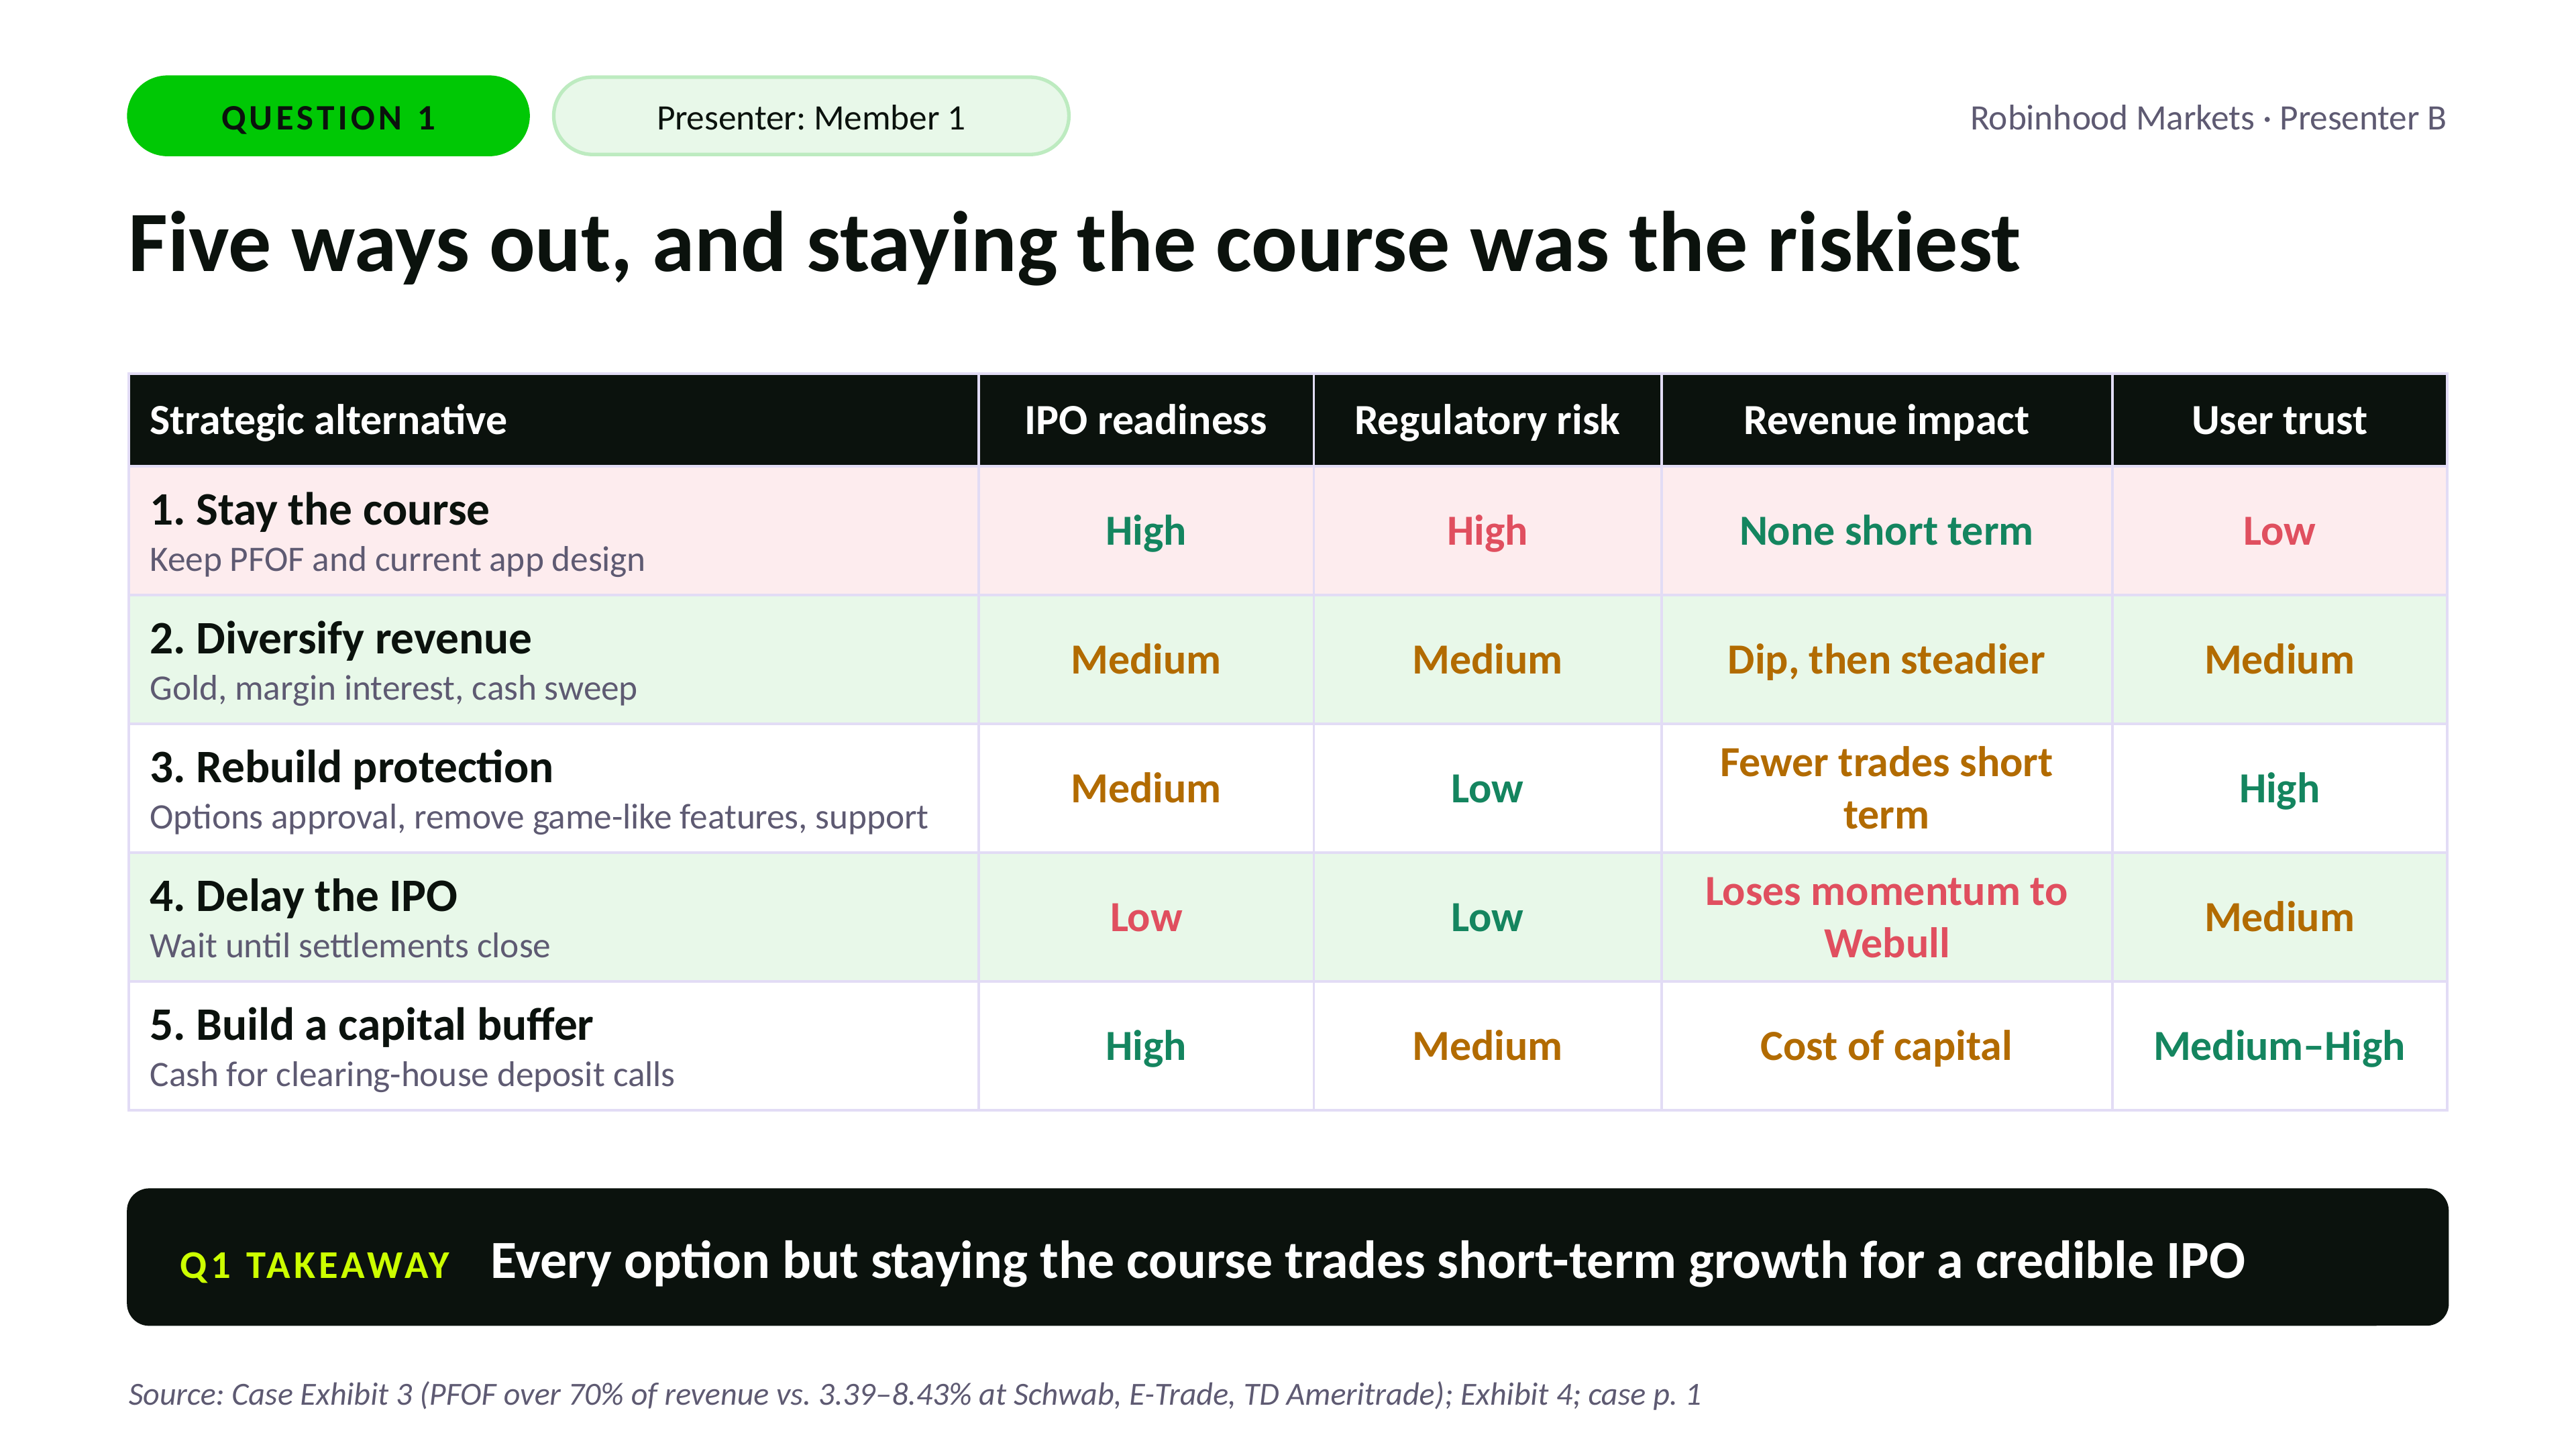 QUESTION 1
Presenter: Member 1
Robinhood Markets · Presenter B
Five ways out, and staying the course was the riskiest
Strategic alternative
IPO readiness
Regulatory risk
Revenue impact
User trust
1. Stay the course
Keep PFOF and current app design
High
High
None short term
Low
2. Diversify revenue
Gold, margin interest, cash sweep
Medium
Medium
Dip, then steadier
Medium
3. Rebuild protection
Options approval, remove game-like features, support
Medium
Low
Fewer trades short
term
High
4. Delay the IPO
Wait until settlements close
Low
Low
Loses momentum to
Webull
Medium
5. Build a capital buffer
Cash for clearing-house deposit calls
High
Medium
Cost of capital
Medium–High
Q1 TAKEAWAY Every option but staying the course trades short-term growth for a credible IPO
Source: Case Exhibit 3 (PFOF over 70% of revenue vs. 3.39–8.43% at Schwab, E-Trade, TD Ameritrade); Exhibit 4; case p. 1